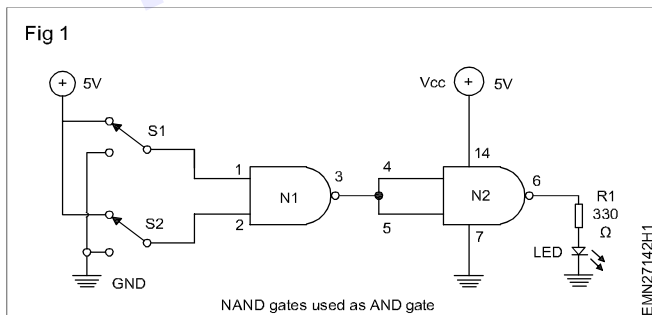 Fig 1
5V
Vcc
5V
S1
14
1
3
4
N1
N2
6
2
5
S2
7
R1
330
Ω
LED
GND
NAND gates used as AND gate
EMN27142H1